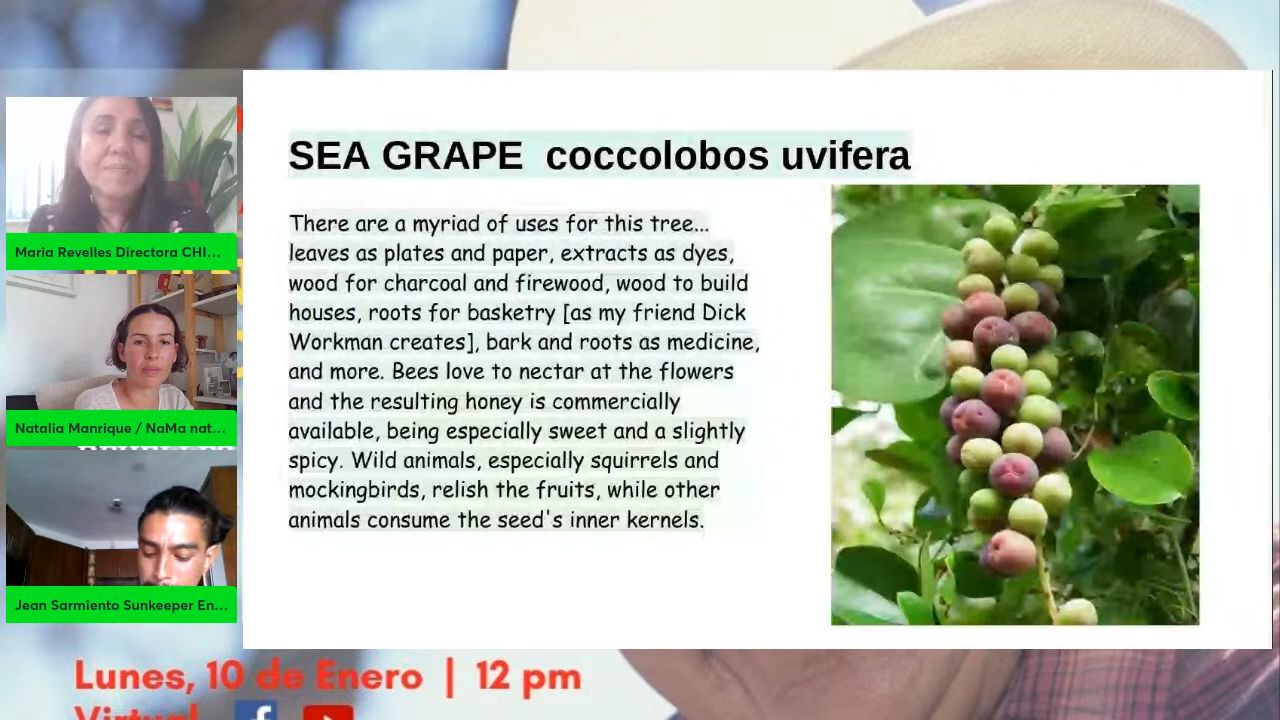 SEA GRAPE coccolobos uvifera
There are a myriad of uses for this tree...
leaves as plates and paper, extracts as dyes,
wood for charcoal and firewood, wood to build
houses, roots for basketry [as my friend Dick
Workman creates], bark and roots as medicine,
and more. Bees love to nectar at the flowers
and the resulting honey is commercially
available, being especially sweet and a slightly
spicy. Wild animals, especially squirrels and
mockingbirds, relish the fruits, while other
animals consume the seed's inner kernels.
Maria Revelles Directora CHI...
Natalia Manrique / NaMa nat...
Jean Sarmiento Sunkeeper En...
Lunes, 10 de Enero | 12 pm
Virtual